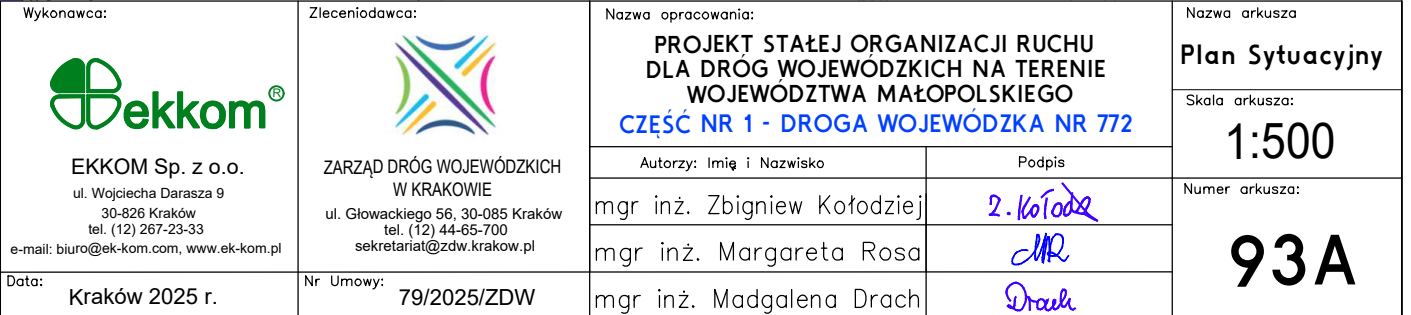 Wykonawca:
ekkom®
EKKOM Sp. z o.o.
ul. Wojciecha Darasza 9
30-826 Kraków
tel. (12) 267-23-33
e-mail: biuro@ek-kom.com, www.ek-kom.pl
Data:
Kraków 2025 r.
Zleceniodawca:
ZARZĄD DRÓG WOJEWÓDZKICH
W KRAKOWIE
ul. Głowackiego 56, 30-085 Kraków
tel. (12) 44-65-700
sekretariat@zdw.krakow.pl
Nr Umowy:
79/2025/ZDW
Nazwa opracowania:
PROJEKT STAŁEJ ORGANIZACJI RUCHU
DLA DRÓG WOJEWÓDZKICH NA TERENIE
WOJEWÓDZTWA MAŁOPOLSKIEGO
CZĘŚĆ NR 1 - DROGA WOJEWÓDZKA NR 772
Autorzy: Imię i Nazwisko
Podpis
mgr inż. Zbigniew Kołodziej
Z. Kołodz
mgr inż. Margareta Rosa
MR
mgr inż. Madgalena Drach
Drach
Nazwa arkusza
Plan Sytuacyjny
Skala arkusza:
1:500
Numer arkusza:
93A